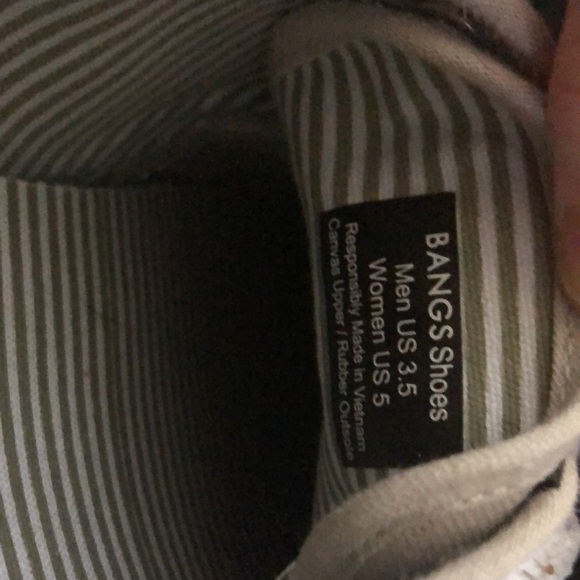 BANGS Shoes
Men US 3.5
Women US 5
Responsibly Made in Vietnam
Canvas Upper / Rubber Outsole